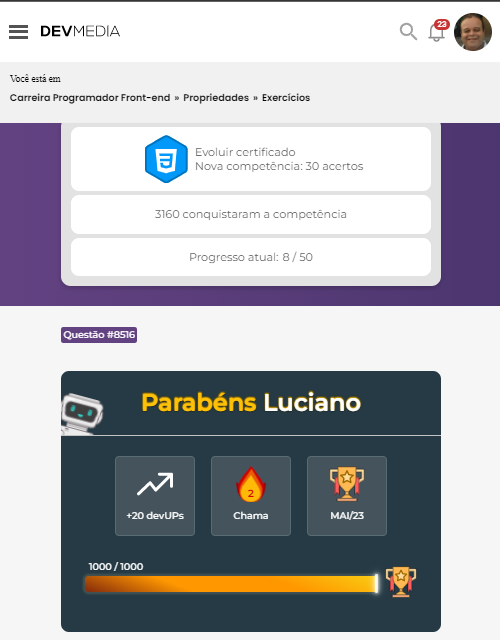 DEVMEDIA
23
Você está em
Carreira Programador Front-end » Propriedades » Exercícios
Evoluir certificado
Nova competência: 30 acertos
3160 conquistaram a competência
Progresso atual: 8 / 50
Questão #8516
Parabéns Luciano
2
+20 devUPs
Chama
MAI/23
1000 / 1000